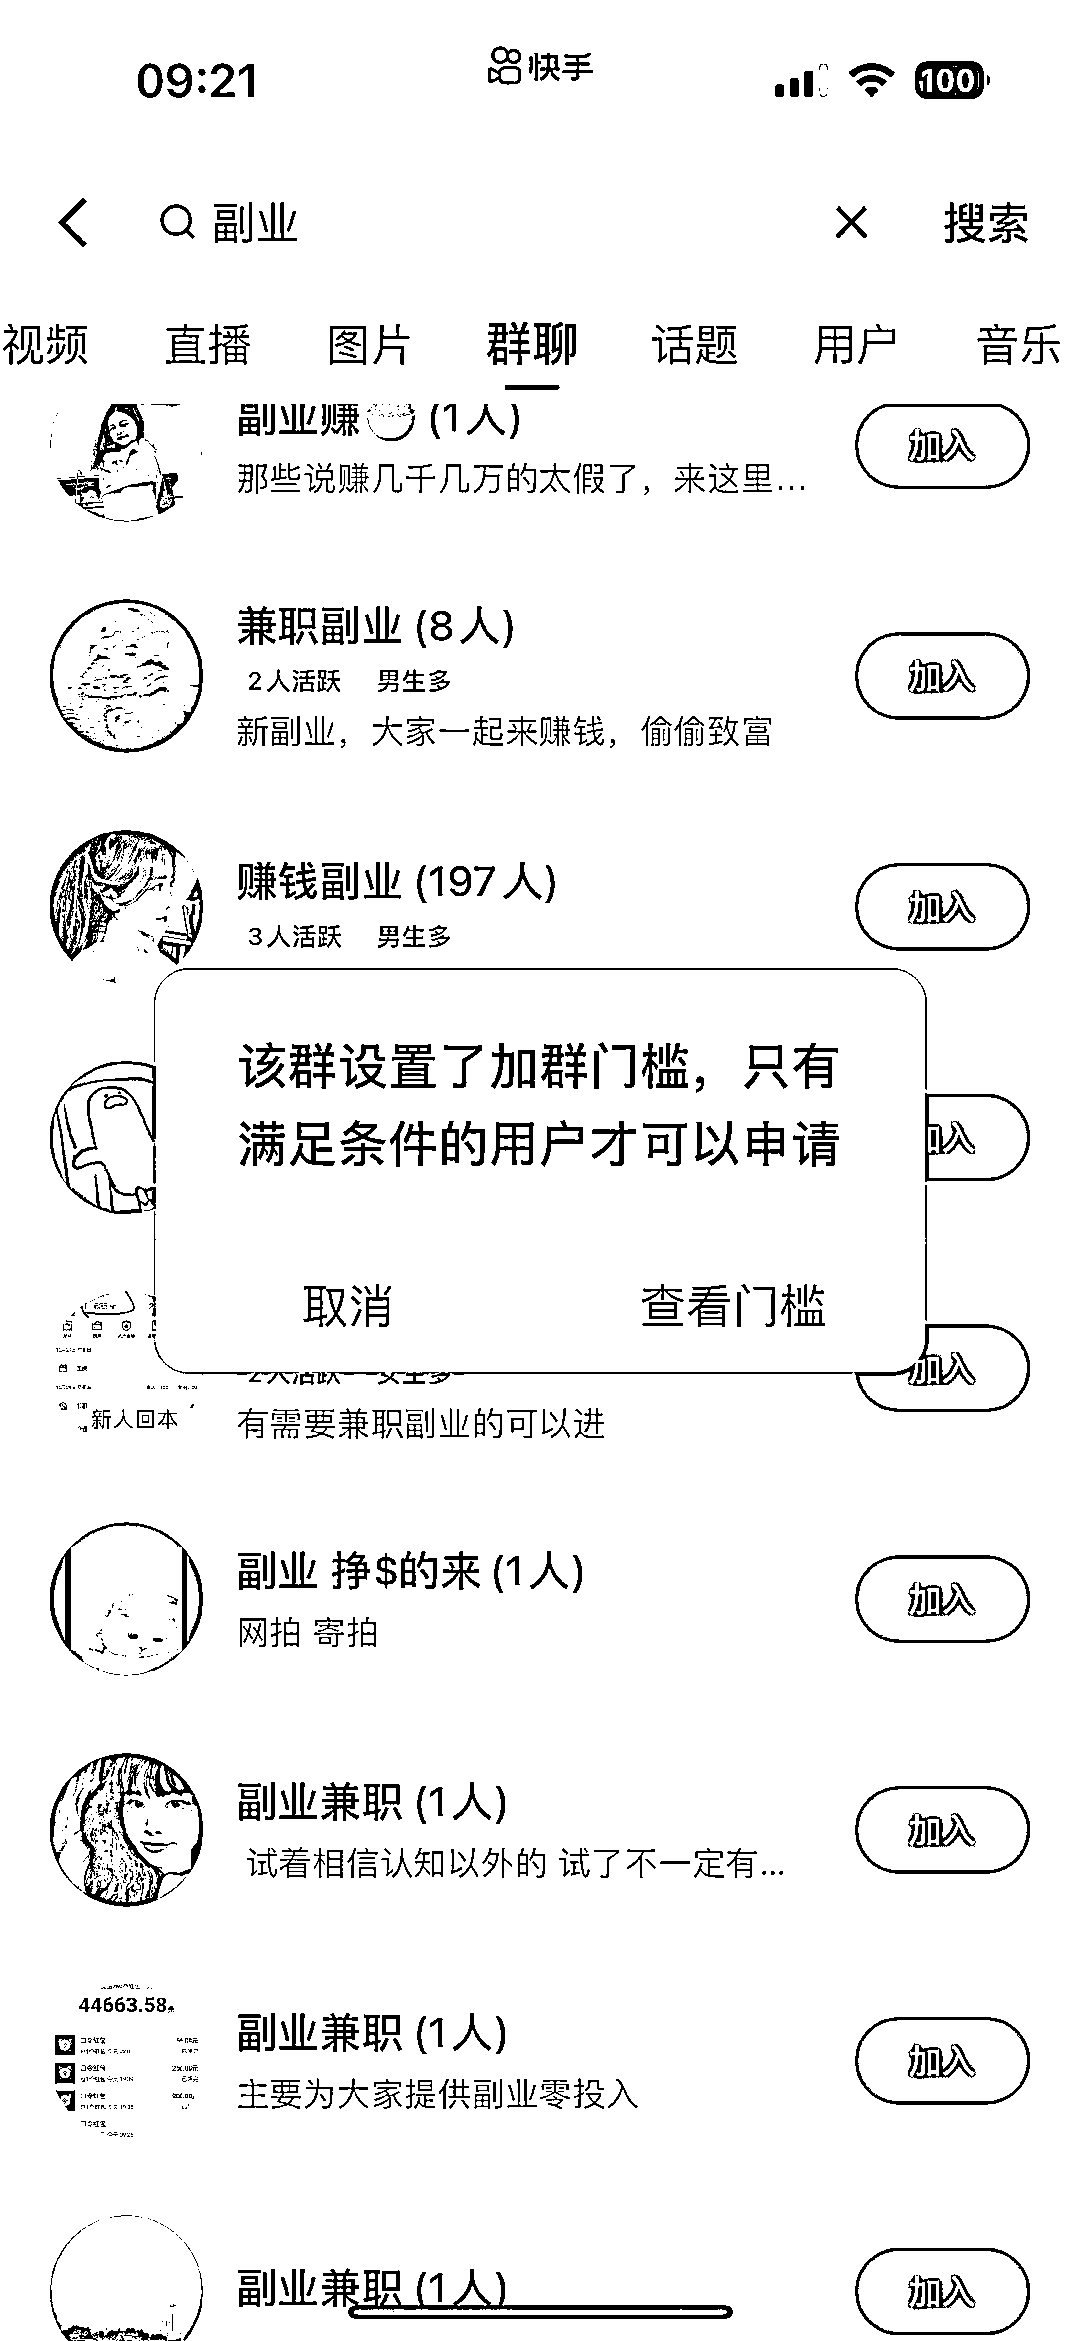 09:21
快手
100
副业
搜索
视频 直播 图片 群聊 话题 用户 音乐
副业赚 (1人)
加入
那些说赚几千几万的太假了，来这里...
兼职副业 (8人)
2人活跃 男生多
加入
新副业，大家一起来赚钱，偷偷致富
赚钱副业 (197人)
加入
3人活跃 男生多
该群设置了加群门槛，只有
满足条件的用户才可以申请
加入
取消 查看门槛
2人活跃 女生多
加入
新人回本
有需要兼职副业的可以进
副业 挣$的来 (1人)
加入
网拍 寄拍
副业兼职 (1人)
加入
试着相信认知以外的 试了不一定有...
44663.58
副业兼职 (1人)
加入
主要为大家提供副业零投入
副业兼职 (1人)
加入